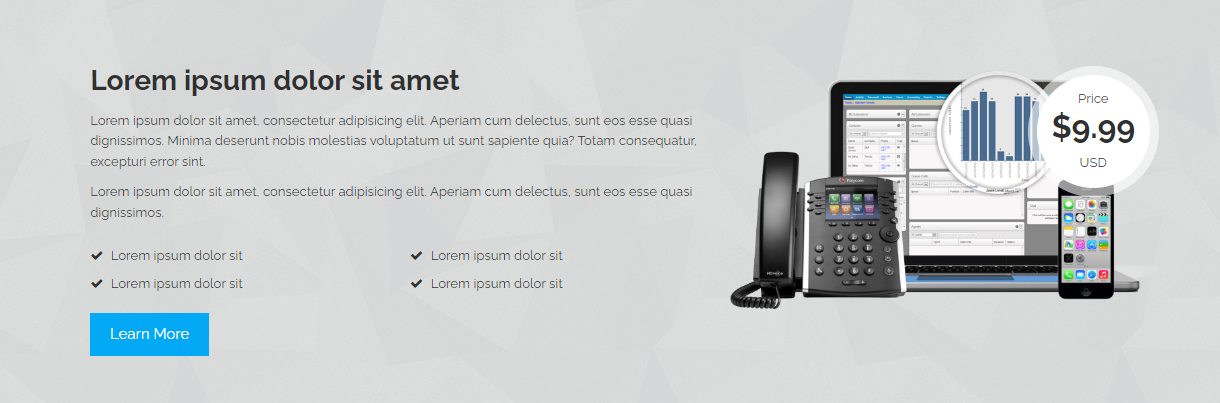 Lorem ipsum dolor sit amet
Lorem ipsum dolor sit amet, consectetur adipisicing elit. Aperiam cum delectus, sunt eos esse quasi
dignissimos. Minima deserunt nobis molestias voluptatum ut sunt sapiente quia? Totam consequatur,
excepturi error sint.
Lorem ipsum dolor sit amet, consectetur adipisicing elit. Aperiam cum delectus, sunt eos esse quasi
dignissimos.
Lorem ipsum dolor sit
Lorem ipsum dolor sit
Lorem ipsum dolor sit
Lorem ipsum dolor sit
Learn More
Price
$9.99
USD
Polycom